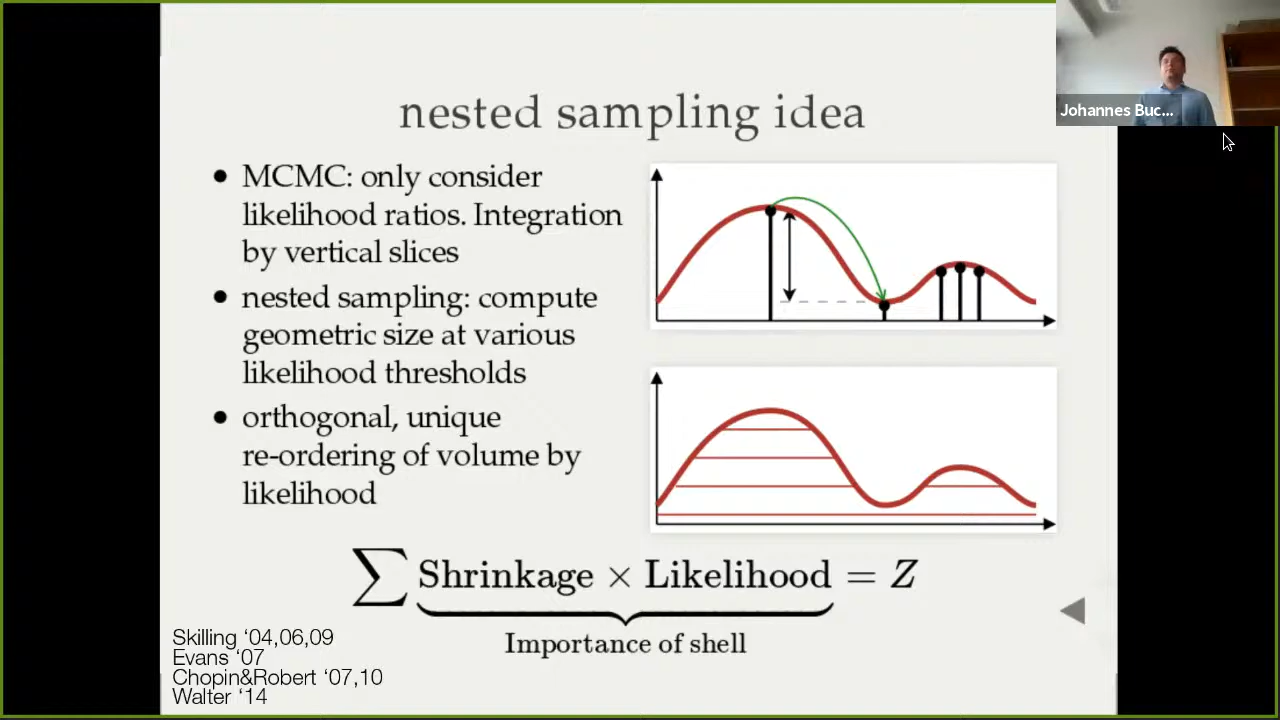 Johannes Buc...
nested sampling idea
• MCMC: only consider
likelihood ratios. Integration
by vertical slices
• nested sampling: compute
geometric size at various
likelihood thresholds
• orthogonal, unique
re-ordering of volume by
likelihood
∑ Shrinkage × Likelihood = Z
Importance of shell
Skilling ‘04,06,09
Evans ‘07
Chopin&Robert ‘07,10
Walter ‘14